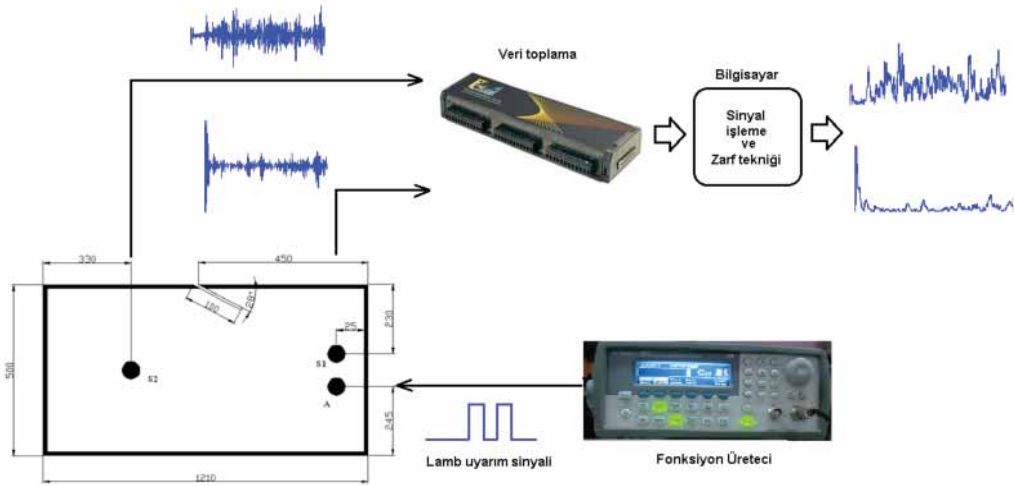 Veri toplama
Bilgisayar
Sinyal
işleme
ve
Zarf tekniği
330
450
28°
180
25
230
S1
S2
A
500
245
1210
Lamb uyarım sinyali
Fonksiyon Üreteci